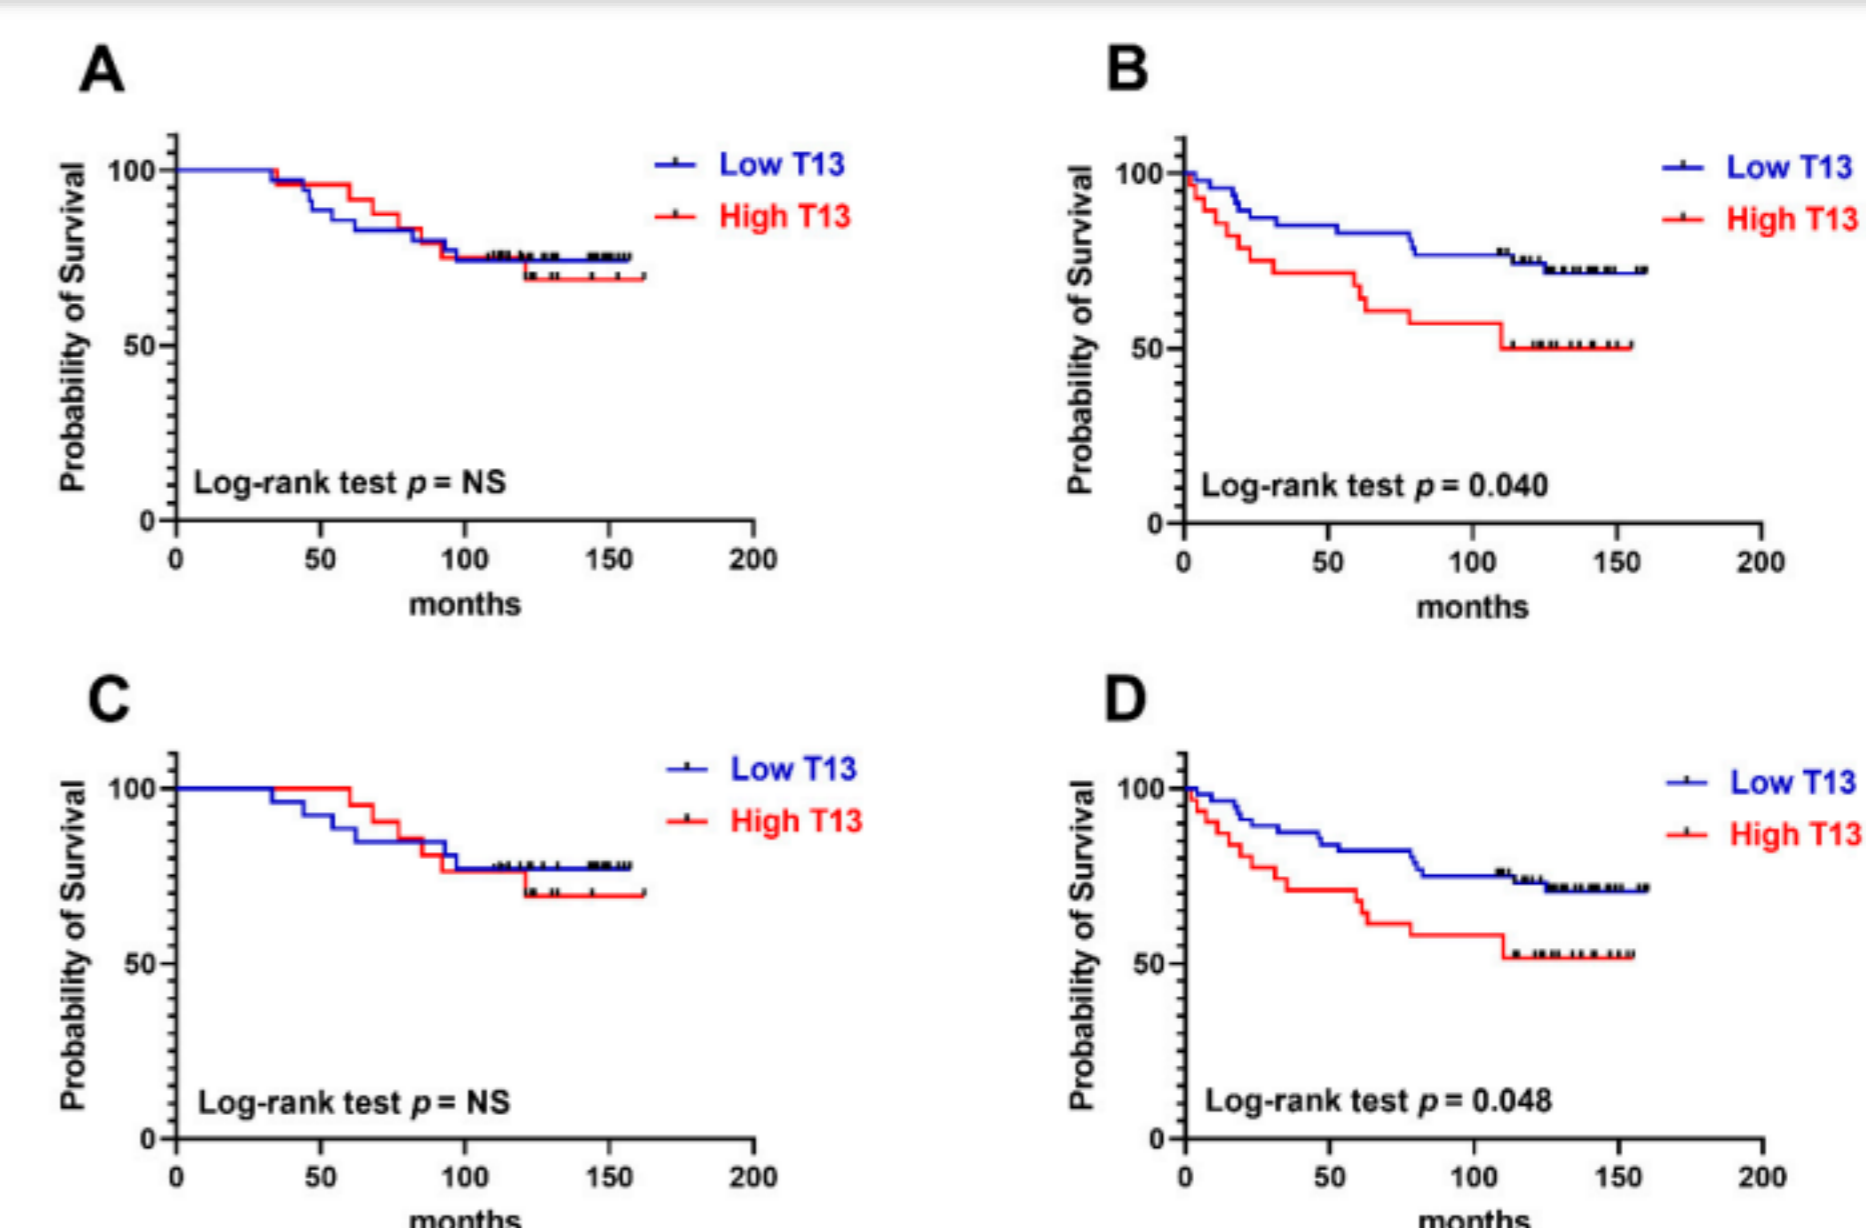 A
Probability of Survival
100
50
0
Low T13
High T13
Log-rank test p = NS
0 50 100 150 200
months
B
Probability of Survival
100
50
0
Low T13
High T13
Log-rank test p = 0.040
0 50 100 150 200
months
C
Probability of Survival
100
50
0
Low T13
High T13
Log-rank test p = NS
0 50 100 150 200
months
D
Probability of Survival
100
50
0
Low T13
High T13
Log-rank test p = 0.048
0 50 100 150 200
months